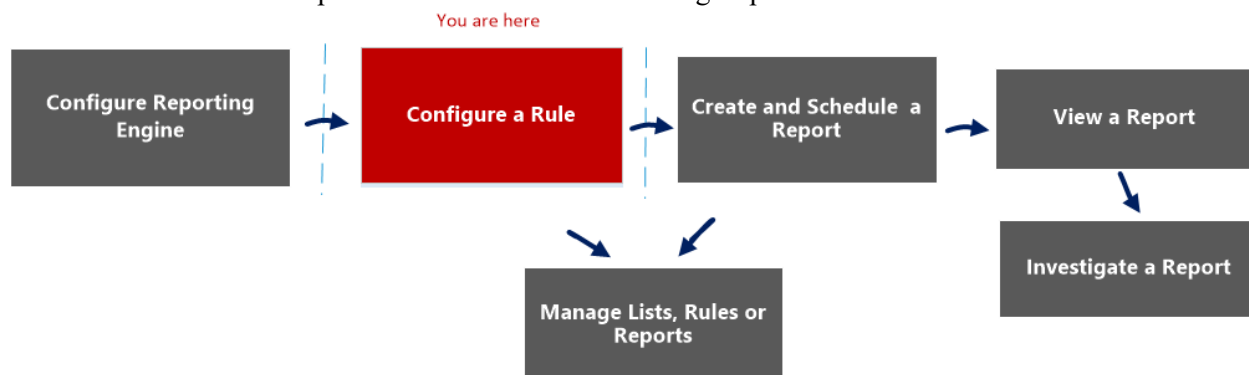 You are here
Configure Reporting
Engine
Configure a Rule
Create and Schedule a
Report
View a Report
Investigate a Report
Manage Lists, Rules or
Reports